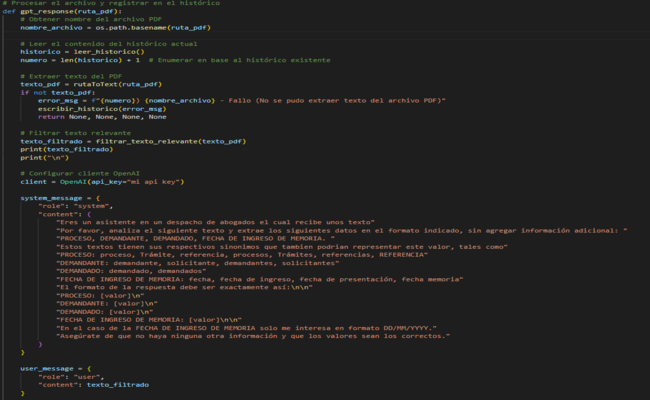 # Procesar el archivo y registrar en el histórico
def gpt_response(ruta_pdf):
# Obtener nombre del archivo PDF
nombre_archivo = os.path.basename(ruta_pdf)
# Leer el contenido del histórico actual
historico = leer_historico()
numero = len(historico) + 1 # Enumerar en base al histórico existente
# Extraer texto del PDF
texto_pdf = rutaToText(ruta_pdf)
if not texto_pdf:
error_msg = f"{numero}) {nombre_archivo} - Fallo (No se pudo extraer texto del archivo PDF)"
escribir_historico(error_msg)
return None, None, None, None
# Filtrar texto relevante
texto_filtrado = filtrar_texto_relevante(texto_pdf)
print(texto_filtrado)
print("\n")
# Configurar cliente OpenAI
client = OpenAI(api_key="mi api key")
system_message = {
"role": "system",
"content": (
"Eres un asistente en un despacho de abogados el cual recibe unos texto"
"Por favor, analiza el siguiente texto y extrae los siguientes datos en el formato indicado, sin agregar información adicional: "
"PROCESO, DEMANDANTE, DEMANDADO, FECHA DE INGRESO DE MEMORIA. "
"Estos textos tienen sus respectivos sinonimos que tambien podrian representar este valor, tales como"
"PROCESO: proceso, Trámite, referencia, procesos, Trámites, referencias, REFERENCIA"
"DEMANDANTE: demandante, solicitante, demandantes, solicitantes"
"DEMANDADO: demandado, demandados"
"FECHA DE INGRESO DE MEMORIA: fecha, fecha de ingreso, fecha de presentación, fecha memoria"
"El formato de la respuesta debe ser exactamente así:\n\n"
"PROCESO: [valor]\n"
"DEMANDANTE: [valor]\n"
"DEMANDADO: [valor]\n"
"FECHA DE INGRESO DE MEMORIA: [valor]\n\n"
"En el caso de la FECHA DE INGRESO DE MEMORIA solo me interesa en formato DD/MM/YYYY."
"Asegúrate de que no haya ninguna otra información y que los valores sean los correctos."
)
}
user_message = {
"role": "user",
"content": texto_filtrado
}